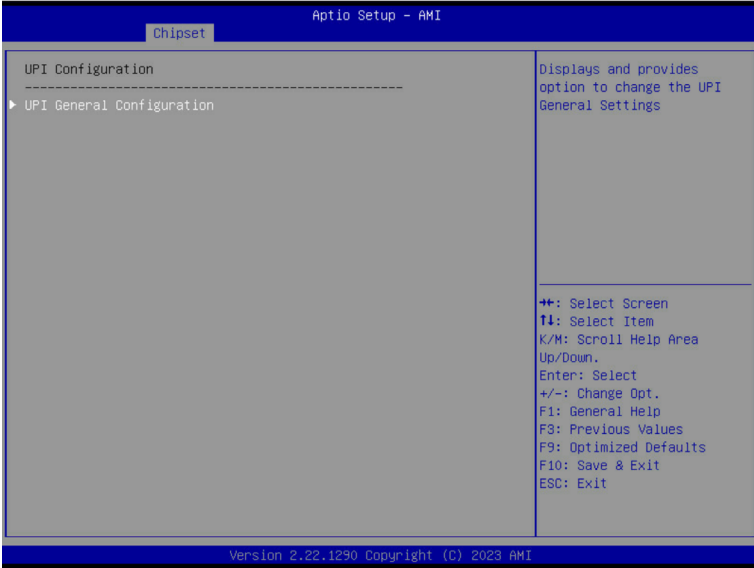 Aptio Setup – AMI
Chipset
UPI Configuration
--------------------------------------------------
▶ UPI General Configuration
Displays and provides
option to change the UPI
General Settings
→←: Select Screen
↑↓: Select Item
K/M: Scroll Help Area
Up/Down.
Enter: Select
+/-: Change Opt.
F1: General Help
F3: Previous Values
F9: Optimized Defaults
F10: Save & Exit
ESC: Exit
Version 2.22.1290 Copyright (C) 2023 AMI